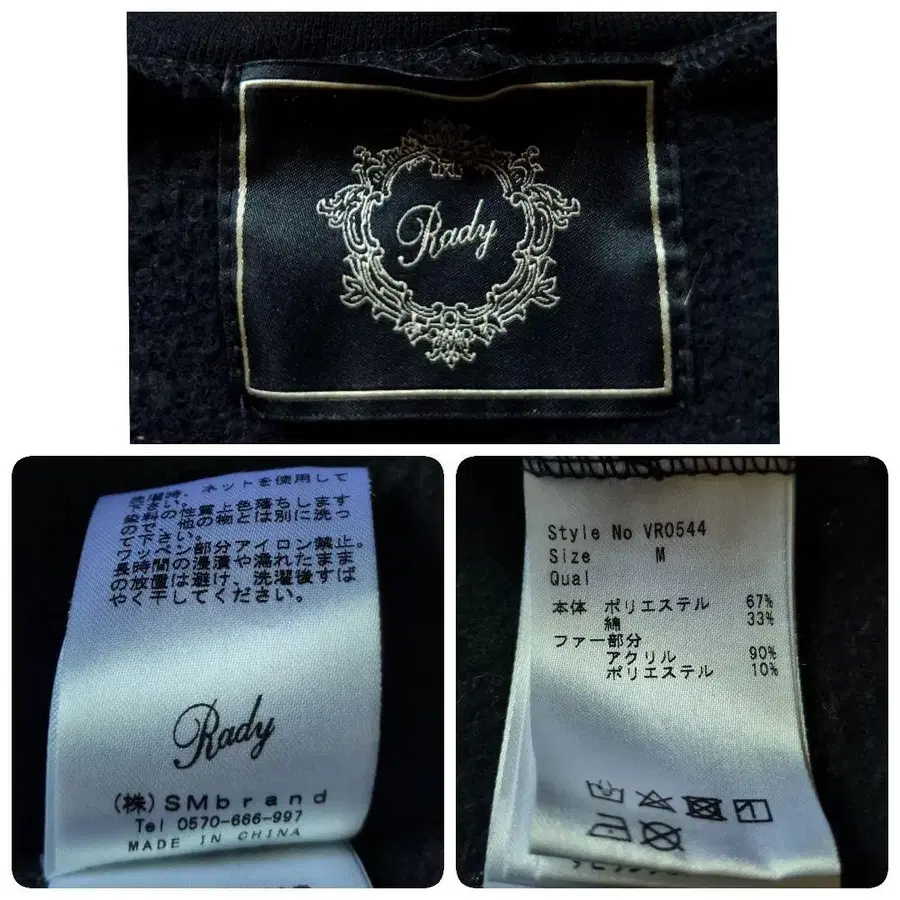 Rady
洗濯時、ネットを使用して
下さい。
染料の性質上色落ちします
ので、他の物とは別に洗っ
て下さい。
ワッペン部分アイロン禁止。
長時間の浸漬や濡れたまま
の放置は避け、洗濯後すば
やく干してください。
Rady
(株)SMbrand
Tel 0570-666-997
MADE IN CHINA
Style No VR0544
Size M
Qual
本体 ポリエステル 67%
綿 33%
ファー部分
アクリル 90%
ポリエステル 10%